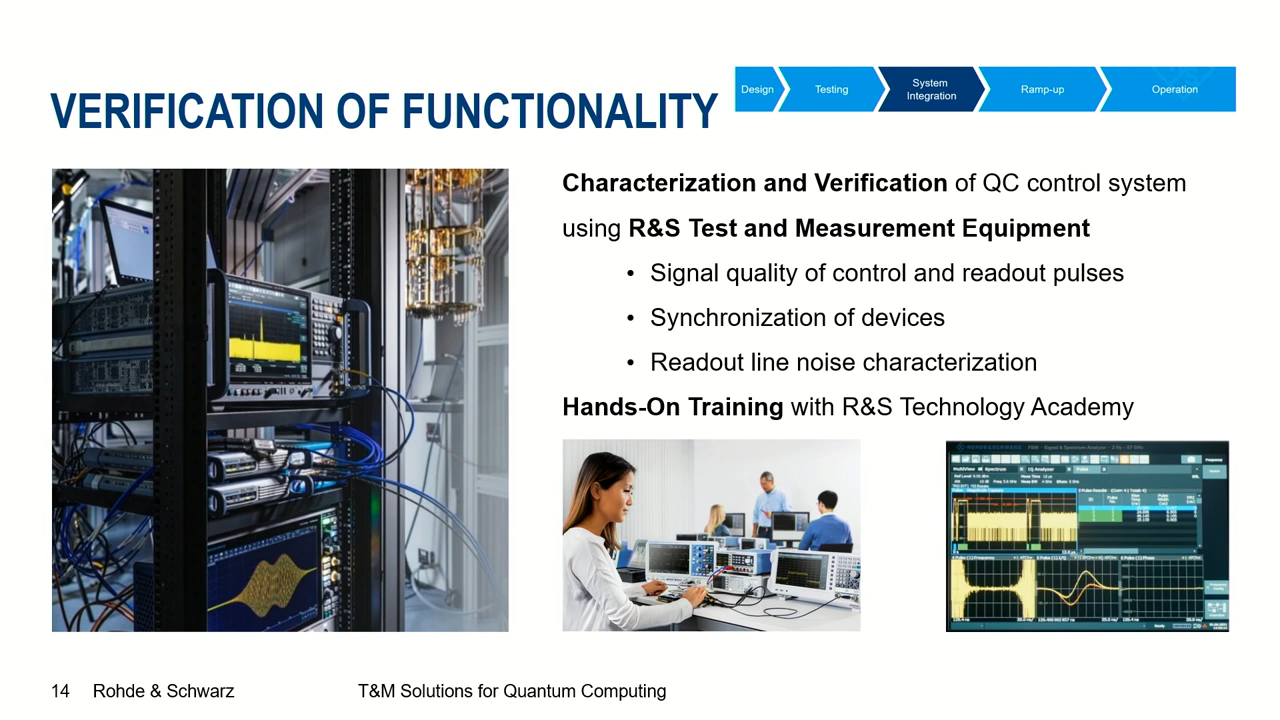 VERIFICATION OF FUNCTIONALITY
Design
Testing
System
Integration
Ramp-up
Operation
Characterization and Verification of QC control system
using R&S Test and Measurement Equipment
• Signal quality of control and readout pulses
• Synchronization of devices
• Readout line noise characterization
Hands-On Training with R&S Technology Academy
14 Rohde & Schwarz T&M Solutions for Quantum Computing